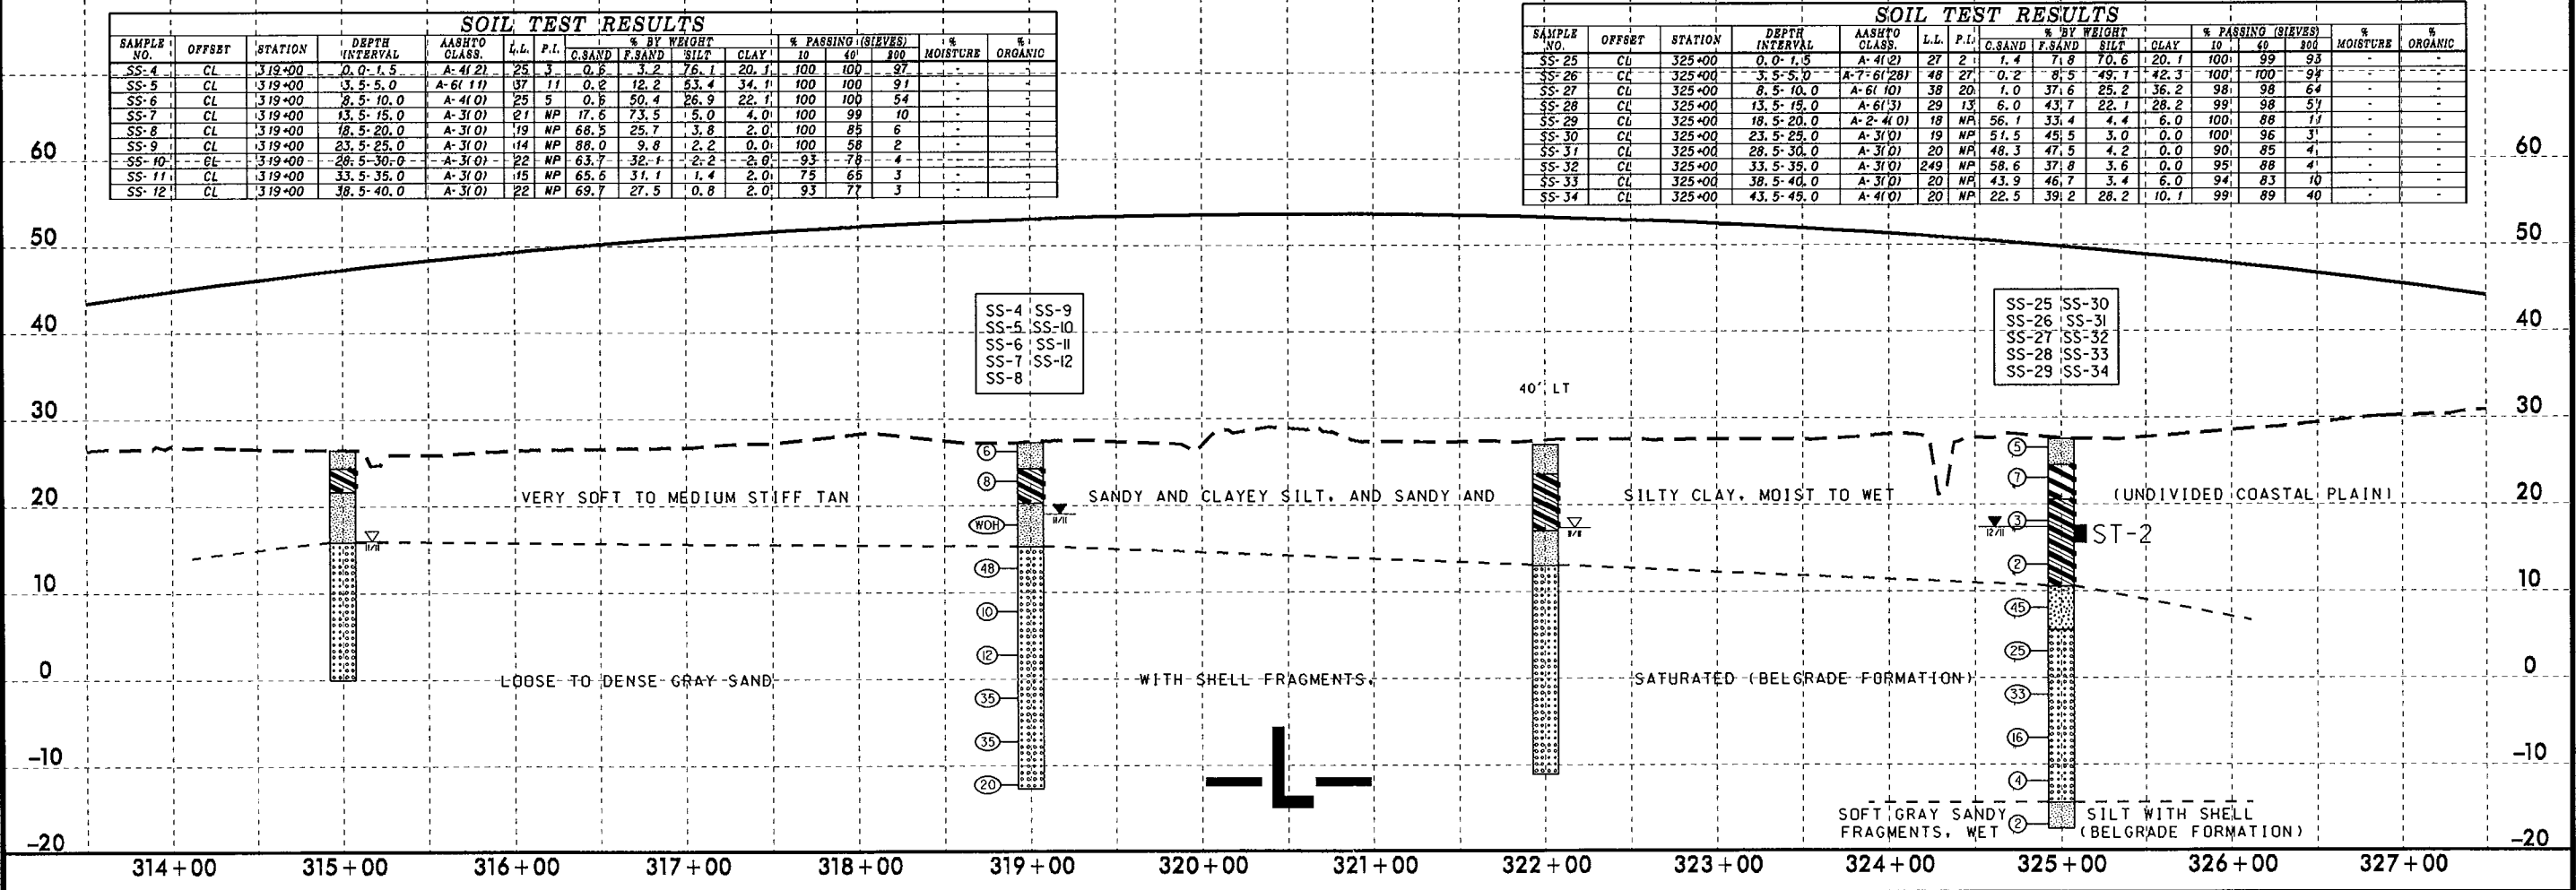 SOIL TEST RESULTS
SAMPLE NO. OFFSET STATION DEPTH INTERVAL AASHTO CLASS. L.L. P.I. % BY WEIGHT C.SAND F.SAND SILT CLAY % PASSING (SIEVES) 10 40 200 % MOISTURE % ORGANIC
SS-4 CL 319+00 0.0-1.5 A-4(2) 25 3 0.6 3.2 76.1 20.1 100 100 97 - -
SS-5 CL 319+00 3.5-5.0 A-6(11) 37 11 0.2 12.2 53.4 34.1 100 100 91 - -
SS-6 CL 319+00 8.5-10.0 A-4(0) 25 5 0.6 50.4 26.9 22.1 100 100 54 - -
SS-7 CL 319+00 13.5-15.0 A-3(0) 21 NP 17.6 73.5 5.0 4.0 100 99 10 - -
SS-8 CL 319+00 18.5-20.0 A-3(0) 19 NP 68.5 25.7 3.8 2.0 100 85 6 - -
SS-9 CL 319+00 23.5-25.0 A-3(0) 14 NP 88.0 9.8 2.2 0.0 100 58 2 - -
SS-10 CL 319+00 28.5-30.0 A-3(0) 22 NP 63.7 32.1 2.2 2.0 93 78 4 - -
SS-11 CL 319+00 33.5-35.0 A-3(0) 15 NP 65.6 31.1 1.4 2.0 75 65 3 - -
SS-12 CL 319+00 38.5-40.0 A-3(0) 22 NP 69.7 27.5 0.8 2.0 93 77 3 - -
SOIL TEST RESULTS
SAMPLE NO. OFFSET STATION DEPTH INTERVAL AASHTO CLASS. L.L. P.I. % BY WEIGHT C.SAND F.SAND SILT CLAY % PASSING (SIEVES) 10 40 200 % MOISTURE % ORGANIC
SS-25 CL 325+00 0.0-1.5 A-4(2) 27 2 1.4 7.8 70.6 20.1 100 99 93 - -
SS-26 CL 325+00 3.5-5.0 A-7-6(28) 48 27 0.2 8.5 49.1 42.3 100 100 94 - -
SS-27 CL 325+00 8.5-10.0 A-6(10) 38 20 1.0 37.6 25.2 36.2 98 98 64 - -
SS-28 CL 325+00 13.5-15.0 A-6(3) 29 13 6.0 43.7 22.1 28.2 99 98 51 - -
SS-29 CL 325+00 18.5-20.0 A-2-4(0) 18 NP 56.1 33.4 4.4 6.0 100 88 11 - -
SS-30 CL 325+00 23.5-25.0 A-3(0) 19 NP 51.5 45.5 3.0 0.0 100 96 3 - -
SS-31 CL 325+00 28.5-30.0 A-3(0) 20 NP 48.3 47.5 4.2 0.0 90 85 4 - -
SS-32 CL 325+00 33.5-35.0 A-3(0) 249 NP 58.6 37.8 3.6 0.0 95 88 4 - -
SS-33 CL 325+00 38.5-40.0 A-3(0) 20 NP 43.9 46.7 3.4 6.0 94 83 10 - -
SS-34 CL 325+00 43.5-45.0 A-4(0) 20 NP 22.5 39.2 28.2 10.1 99 89 40 - -
60 60
50 50
SS-4 SS-9
SS-5 SS-10
SS-6 SS-11
SS-7 SS-12
SS-8
SS-25 SS-30
SS-26 SS-31
SS-27 SS-32
SS-28 SS-33
SS-29 SS-34
40 40
40' LT
30 30
6 5
8 7
20 VERY SOFT TO MEDIUM STIFF TAN SANDY AND CLAYEY SILT, AND SANDY AND SILTY CLAY, MOIST TO WET (UNDIVIDED COASTAL PLAIN) 20
11/11 WOH 11/11 11/11 12/11 3 ST-2
48 2
10 10
10 45
12 25
0 LOOSE TO DENSE GRAY SAND WITH SHELL FRAGMENTS, SATURATED (BELGRADE FORMATION) 0
35 33
35 16
-10 -10
20 L 4
SOFT GRAY SANDY SILT WITH SHELL
FRAGMENTS, WET 2 (BELGRADE FORMATION)
-20 -20
314+00 315+00 316+00 317+00 318+00 319+00 320+00 321+00 322+00 323+00 324+00 325+00 326+00 327+00